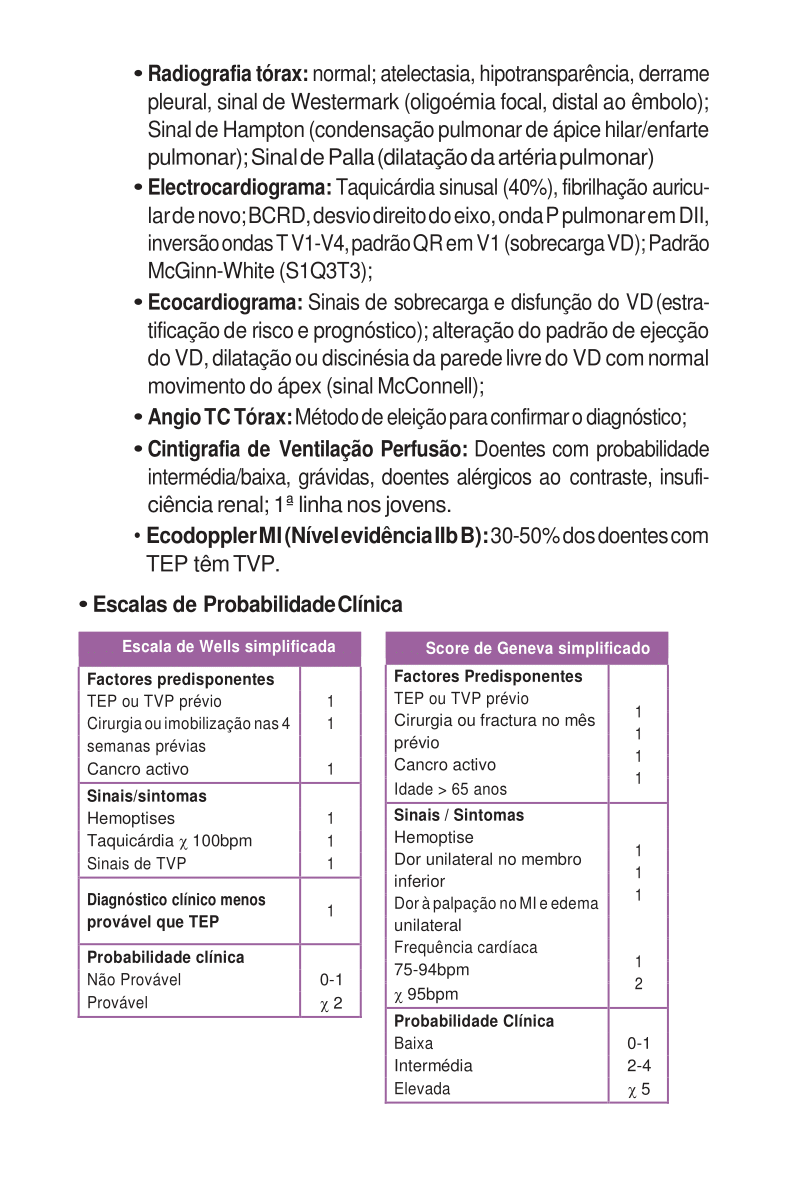 • Radiografia tórax: normal; atelectasia, hipotransparência, derrame
pleural, sinal de Westermark (oligoémia focal, distal ao êmbolo);
Sinal de Hampton (condensação pulmonar de ápice hilar/enfarte
pulmonar); Sinal de Palla (dilatação da artéria pulmonar)
• Electrocardiograma: Taquicárdia sinusal (40%), fibrilhação auricu-
lar de novo; BCRD, desvio direito do eixo, onda P pulmonar em DII,
inversão ondas T V1-V4, padrão QR em V1 (sobrecarga VD); Padrão
McGinn-White (S1Q3T3);
• Ecocardiograma: Sinais de sobrecarga e disfunção do VD (estra-
tificação de risco e prognóstico); alteração do padrão de ejecção
do VD, dilatação ou discinésia da parede livre do VD com normal
movimento do ápex (sinal McConnell);
• Angio TC Tórax: Método de eleição para confirmar o diagnóstico;
• Cintigrafia de Ventilação Perfusão: Doentes com probabilidade
intermédia/baixa, grávidas, doentes alérgicos ao contraste, insufi-
ciência renal; 1ª linha nos jovens.
• Ecodoppler MI (Nível evidência IIb B): 30-50% dos doentes com
TEP têm TVP.
• Escalas de Probabilidade Clínica
Escala de Wells simplificada
Factores predisponentes
TEP ou TVP prévio 1
Cirurgia ou imobilização nas 4 1
semanas prévias
Cancro activo 1
Sinais/sintomas
Hemoptises 1
Taquicárdia χ 100bpm 1
Sinais de TVP 1
Diagnóstico clínico menos
provável que TEP 1
Probabilidade clínica
Não Provável 0-1
Provável χ 2
Score de Geneva simplificado
Factores Predisponentes
TEP ou TVP prévio 1
Cirurgia ou fractura no mês 1
prévio
Cancro activo 1
Idade > 65 anos 1
Sinais / Sintomas
Hemoptise 1
Dor unilateral no membro 1
inferior
Dor à palpação no MI e edema 1
unilateral
Frequência cardíaca
75-94bpm 1
χ 95bpm 2
Probabilidade Clínica
Baixa 0-1
Intermédia 2-4
Elevada χ 5